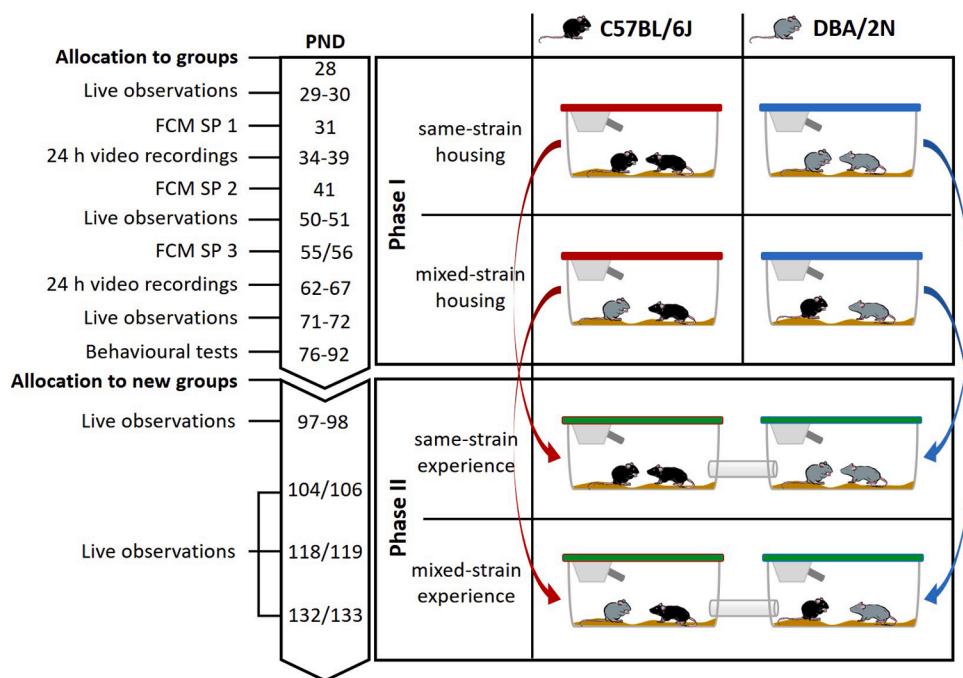 PND
C57BL/6J
DBA/2N
Allocation to groups
28
Live observations
29-30
FCM SP 1
31
24 h video recordings
34-39
FCM SP 2
41
Live observations
50-51
FCM SP 3
55/56
24 h video recordings
62-67
Live observations
71-72
Behavioural tests
76-92
Allocation to new groups
Live observations
97-98
104/106
Live observations
118/119
132/133
Phase I
same-strain
housing
mixed-strain
housing
Phase II
same-strain
experience
mixed-strain
experience